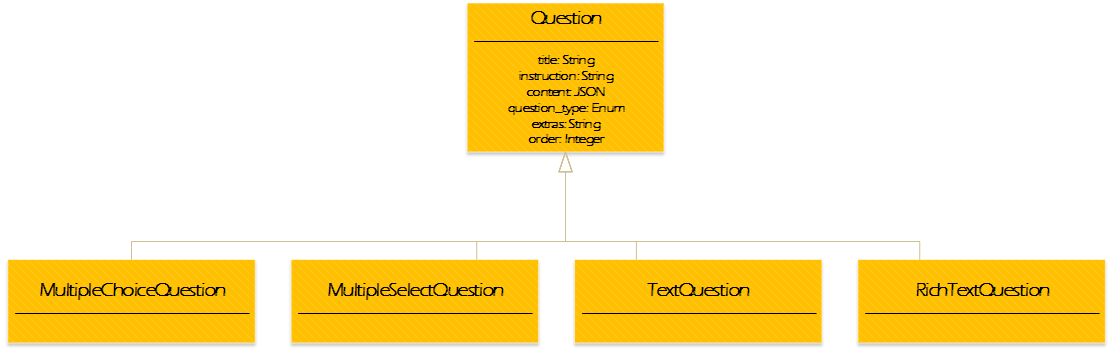 Question
title: String
instruction: String
content: JSON
question_type: Enum
extras: String
order: Integer
MultipleChoiceQuestion
MultipleSelectQuestion
TextQuestion
RichTextQuestion